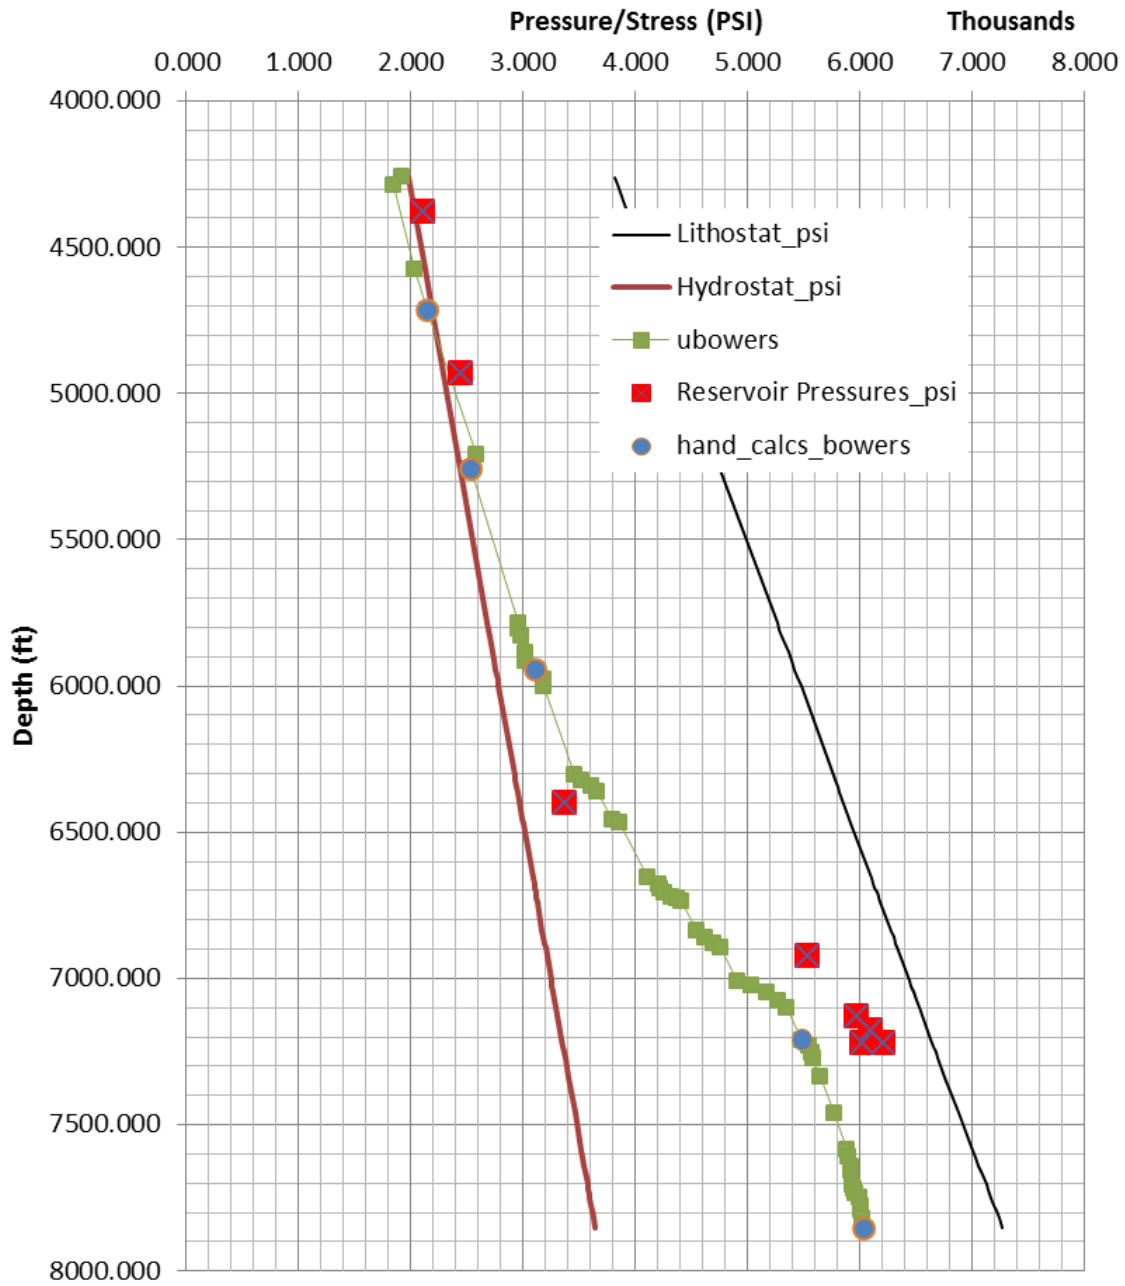 Pressure/Stress (PSI) Thousands
0.000 1.000 2.000 3.000 4.000 5.000 6.000 7.000 8.000
4000.000
4500.000
5000.000
5500.000
6000.000
6500.000
7000.000
7500.000
8000.000
Depth (ft)
Lithostat_psi
Hydrostat_psi
ubowers
Reservoir Pressures_psi
hand_calcs_bowers